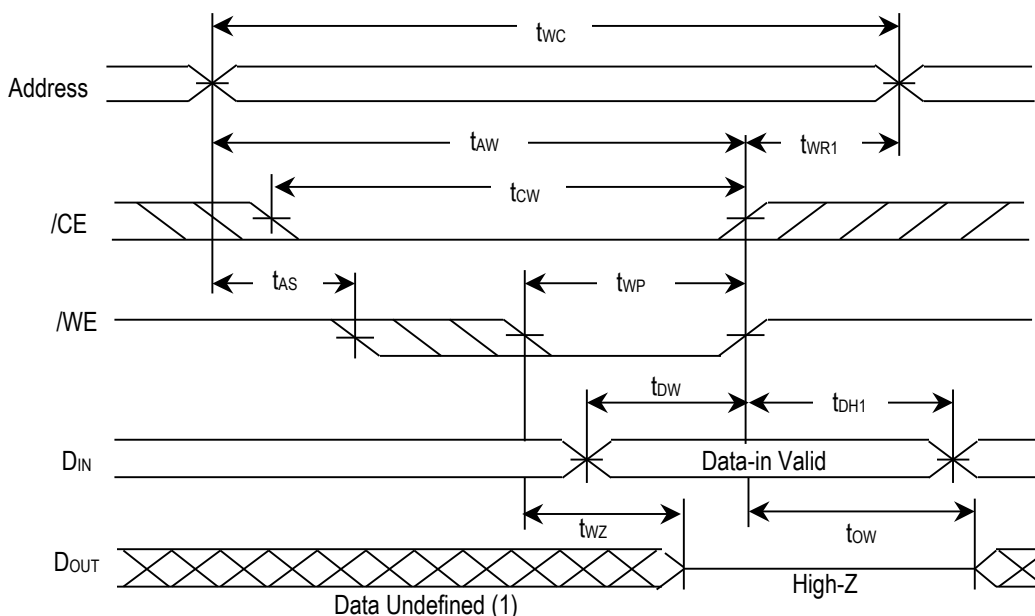 tWC
Address
tAW
tWR1
tCW
/CE
tAS
tWP
/WE
tDW
tDH1
DIN
Data-in Valid
tWZ
tOW
DOUT
High-Z
Data Undefined (1)